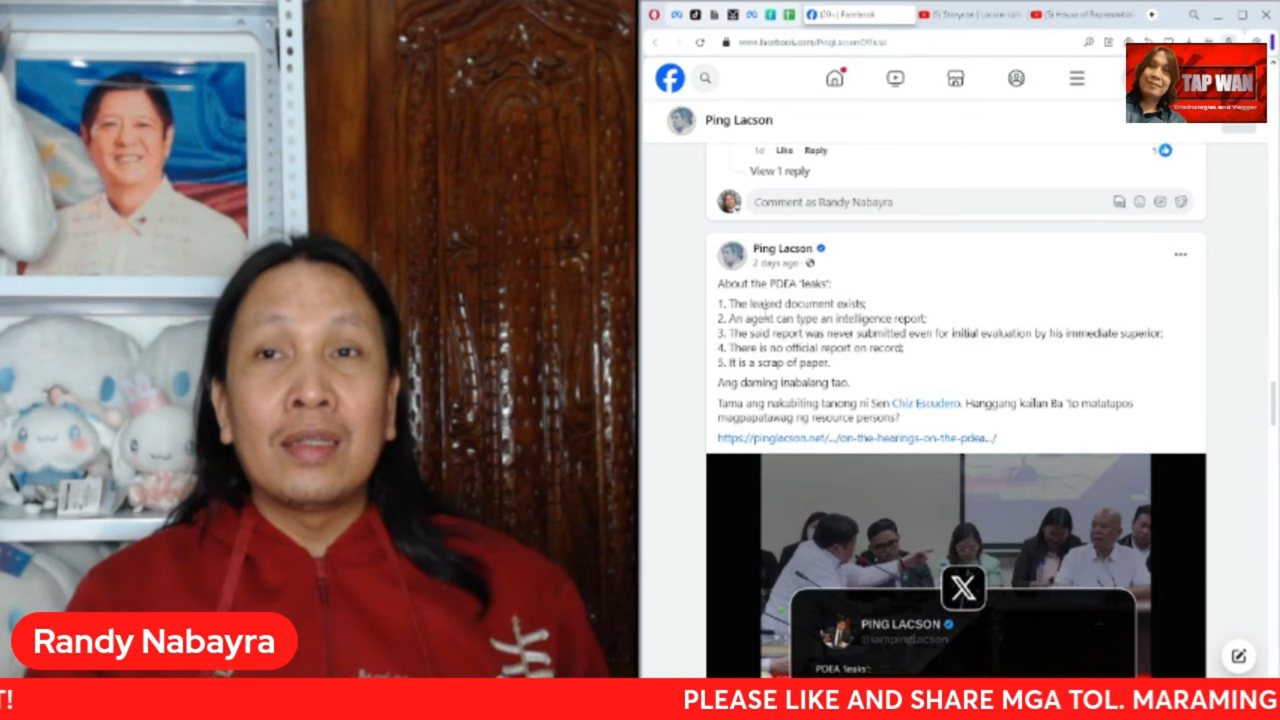 (20+) | Facebook
www.facebook.com/PingLacsonOfficial
TAP WAN
Criminologies and Vlogger
Ping Lacson
1d Like Reply
5
View 1 reply
Comment as Randy Nabayra
Ping Lacson
2 days ago
About the PDEA 'leaks':
1. The leaked document exists;
2. An agent can type an intelligence report;
3. The said report was never submitted even for initial evaluation by his immediate superior;
4. There is no official report on record;
5. It is a scrap of paper.
Ang daming inabalang tao.
Tama ang nakabiting tanong ni Sen Chiz Escudero. Hanggang kailan Ba 'to matatapos
magpapatawag ng resource persons?
https://pinglacson.net/.../on-the-hearings-on-the-pdea.../
X
PING LACSON
@iampinglacson
PDEA 'leaks':
Randy Nabayra
T!
PLEASE LIKE AND SHARE MGA TOL. MARAMING